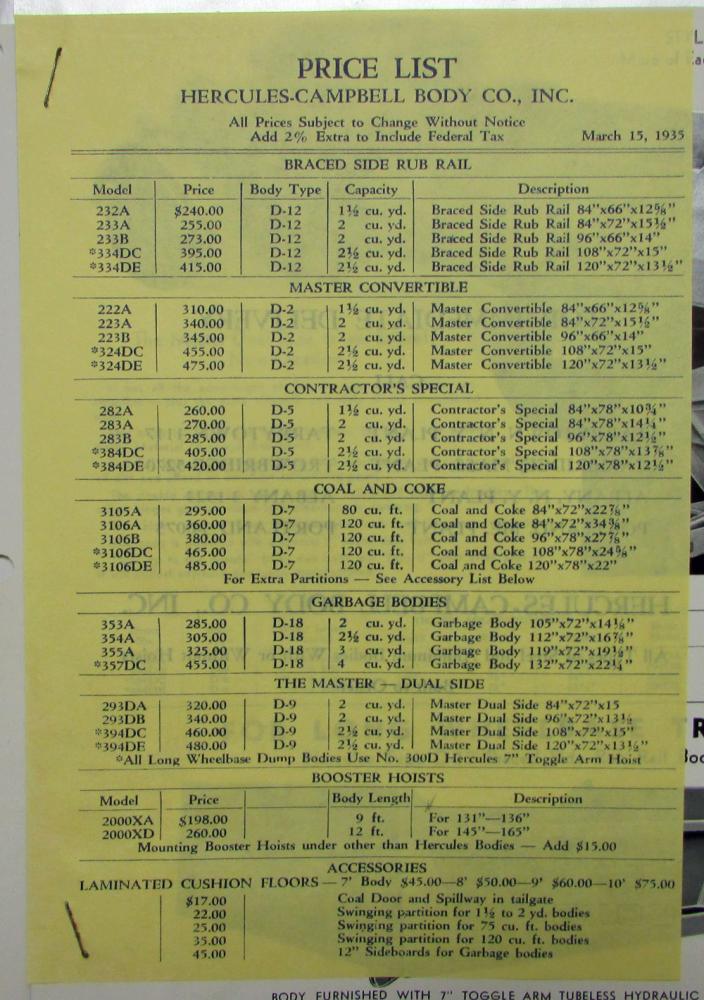 PRICE LIST
HERCULES-CAMPBELL BODY CO., INC.
All Prices Subject to Change Without Notice
Add 2% Extra to Include Federal Tax March 15, 1935
BRACED SIDE RUB RAIL
Model Price Body Type Capacity Description
232A $240.00 D-12 1½ cu. yd. Braced Side Rub Rail 84"x66"x12⅝"
233A 255.00 D-12 2 cu. yd. Braced Side Rub Rail 84"x72"x15½"
233B 273.00 D-12 2 cu. yd. Braced Side Rub Rail 96"x66"x14"
*334DC 395.00 D-12 2½ cu. yd. Braced Side Rub Rail 108"x72"x15"
*334DE 415.00 D-12 2½ cu. yd. Braced Side Rub Rail 120"x72"x13½"
MASTER CONVERTIBLE
222A 310.00 D-2 1½ cu. yd. Master Convertible 84"x66"x12⅝"
223A 340.00 D-2 2 cu. yd. Master Convertible 84"x72"x15½"
223B 345.00 D-2 2 cu. yd. Master Convertible 96"x66"x14"
*324DC 455.00 D-2 2½ cu. yd. Master Convertible 108"x72"x15"
*324DE 475.00 D-2 2½ cu. yd. Master Convertible 120"x72"x13½"
CONTRACTOR'S SPECIAL
282A 260.00 D-5 1½ cu. yd. Contractor's Special 84"x78"x10¾"
283A 270.00 D-5 2 cu. yd. Contractor's Special 84"x78"x14¼"
283B 285.00 D-5 2 cu. yd. Contractor's Special 96"x78"x12½"
*384DC 405.00 D-5 2½ cu. yd. Contractor's Special 108"x78"x13⅞"
*384DE 420.00 D-5 2½ cu. yd. Contractor's Special 120"x78"x12½"
COAL AND COKE
3105A 295.00 D-7 80 cu. ft. Coal and Coke 84"x72"x22⅞"
3106A 360.00 D-7 120 cu. ft. Coal and Coke 84"x72"x34⅜"
3106B 380.00 D-7 120 cu. ft. Coal and Coke 96"x78"x27⅞"
*3106DC 465.00 D-7 120 cu. ft. Coal and Coke 108"x78"x24⅝"
*3106DE 485.00 D-7 120 cu. ft. Coal and Coke 120"x78"x22"
For Extra Partitions — See Accessory List Below
GARBAGE BODIES
353A 285.00 D-18 2 cu. yd. Garbage Body 105"x72"x14⅛"
354A 305.00 D-18 2½ cu. yd. Garbage Body 112"x72"x16⅞"
355A 325.00 D-18 3 cu. yd. Garbage Body 119"x72"x19½"
*357DC 455.00 D-18 4 cu. yd. Garbage Body 132"x72"x22¼"
THE MASTER — DUAL SIDE
293DA 320.00 D-9 2 cu. yd. Master Dual Side 84"x72"x15
293DB 340.00 D-9 2 cu. yd. Master Dual Side 96"x72"x13½
*394DC 460.00 D-9 2½ cu. yd. Master Dual Side 108"x72"x15"
*394DE 480.00 D-9 2½ cu. yd. Master Dual Side 120"x72"x13½"
*All Long Wheelbase Dump Bodies Use No. 300D Hercules 7" Toggle Arm Hoist
BOOSTER HOISTS
Model Price Body Length Description
2000XA $198.00 9 ft. For 131"—136"
2000XD 260.00 12 ft. For 145"—165"
Mounting Booster Hoists under other than Hercules Bodies — Add $15.00
ACCESSORIES
LAMINATED CUSHION FLOORS — 7' Body $45.00—8' $50.00—9' $60.00—10' $75.00
$17.00 Coal Door and Spillway in tailgate
22.00 Swinging partition for 1½ to 2 yd. bodies
25.00 Swinging partition for 75 cu. ft. bodies
35.00 Swinging partition for 120 cu. ft. bodies
45.00 12" Sideboards for Garbage bodies
BODY FURNISHED WITH 7" TOGGLE ARM TUBELESS HYDRAULIC